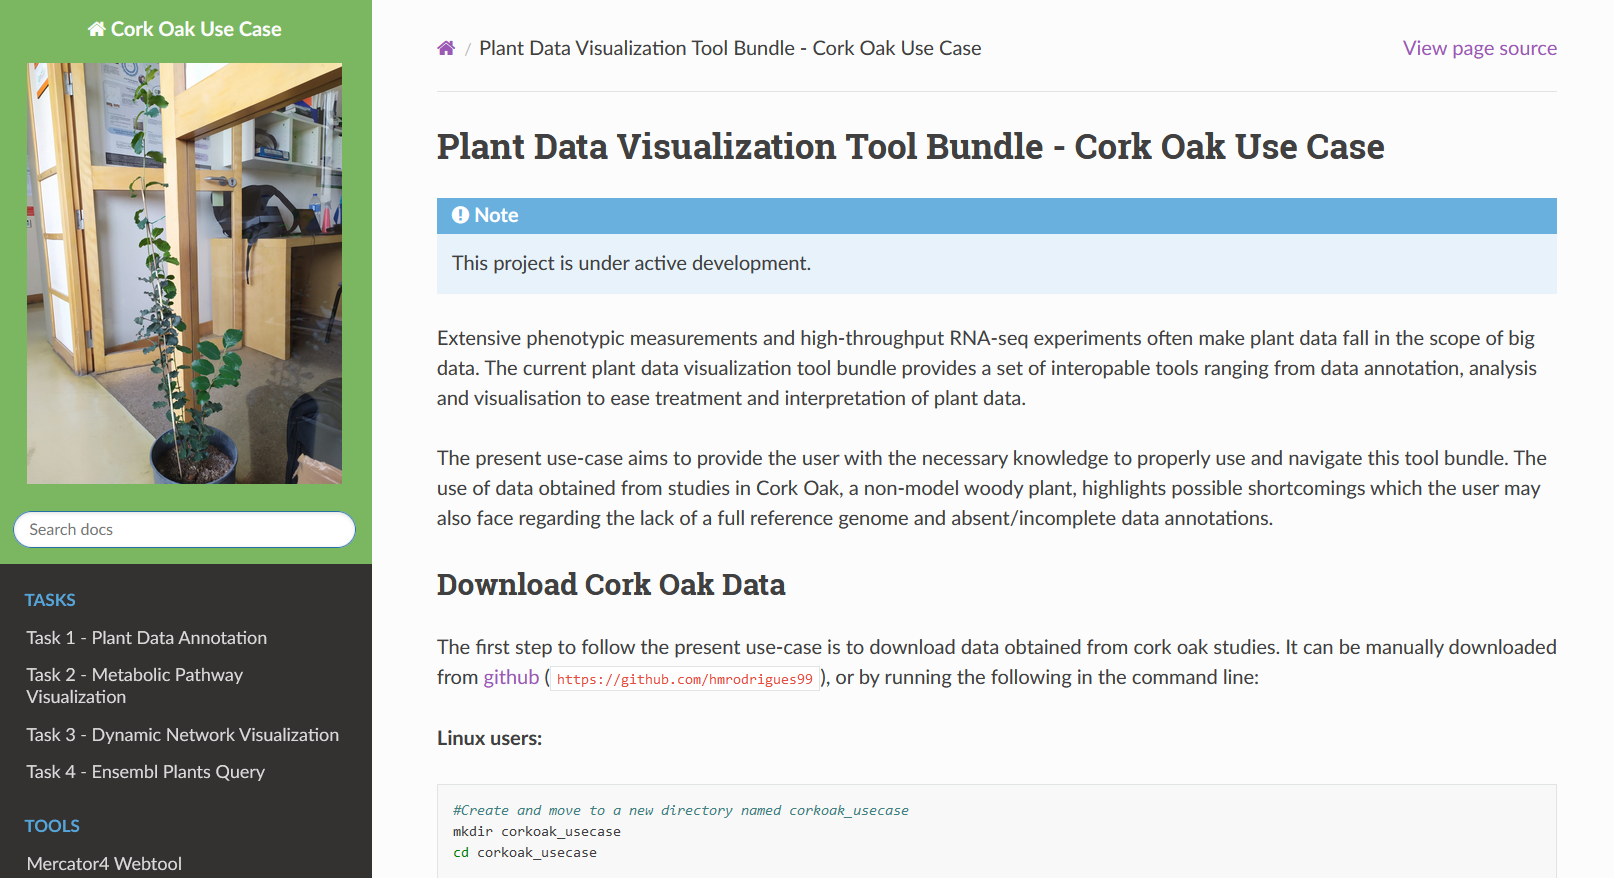 Cork Oak Use Case
Search docs
TASKS
Task 1 - Plant Data Annotation
Task 2 - Metabolic Pathway
Visualization
Task 3 - Dynamic Network Visualization
Task 4 - Ensembl Plants Query
TOOLS
Mercator4 Webtool
/ Plant Data Visualization Tool Bundle - Cork Oak Use Case
View page source
Plant Data Visualization Tool Bundle - Cork Oak Use Case
Note
This project is under active development.
Extensive phenotypic measurements and high-throughput RNA-seq experiments often make plant data fall in the scope of big
data. The current plant data visualization tool bundle provides a set of interopable tools ranging from data annotation, analysis
and visualisation to ease treatment and interpretation of plant data.
The present use-case aims to provide the user with the necessary knowledge to properly use and navigate this tool bundle. The
use of data obtained from studies in Cork Oak, a non-model woody plant, highlights possible shortcomings which the user may
also face regarding the lack of a full reference genome and absent/incomplete data annotations.
Download Cork Oak Data
The first step to follow the present use-case is to download data obtained from cork oak studies. It can be manually downloaded
from github (https://github.com/hmrodrigues99), or by running the following in the command line:
Linux users:
#Create and move to a new directory named corkoak_usecase
mkdir corkoak_usecase
cd corkoak_usecase